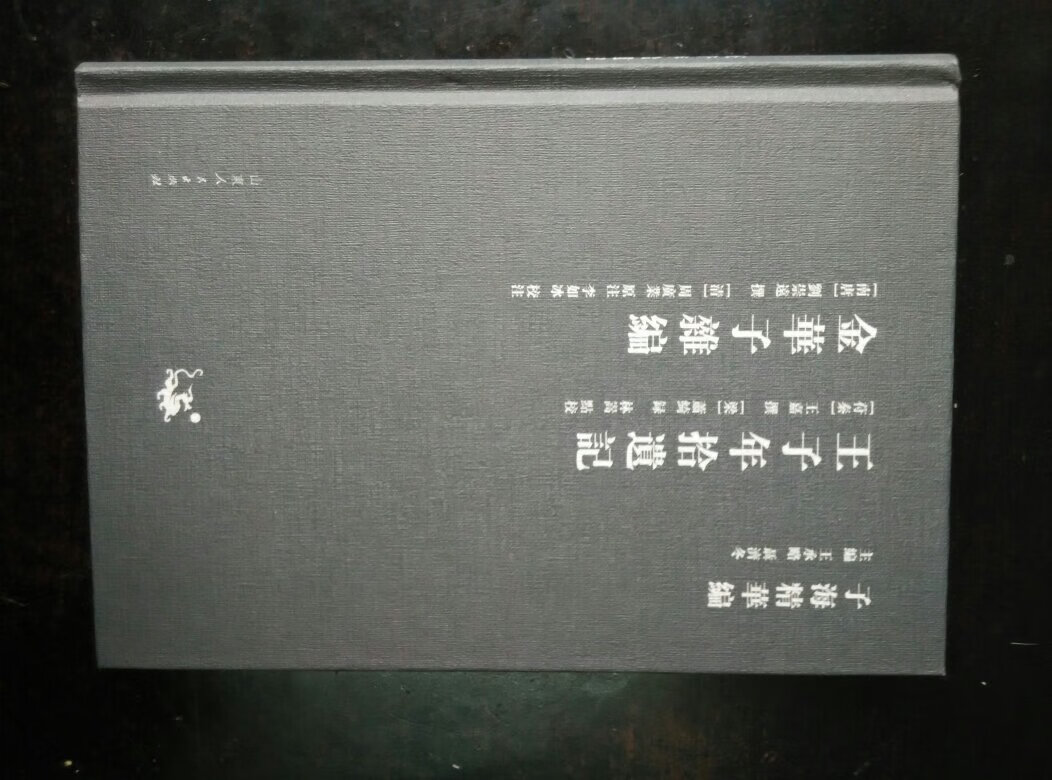 子海精華編
主編 王承略 聶濟冬
王子年拾遺記
[苻秦] 王嘉 撰 [梁] 蕭綺 録 林嵩 點校
金華子雜編
[南唐] 劉崇遠 撰 [清] 周廣業 原注 李如冰 校注
山東人民出版社